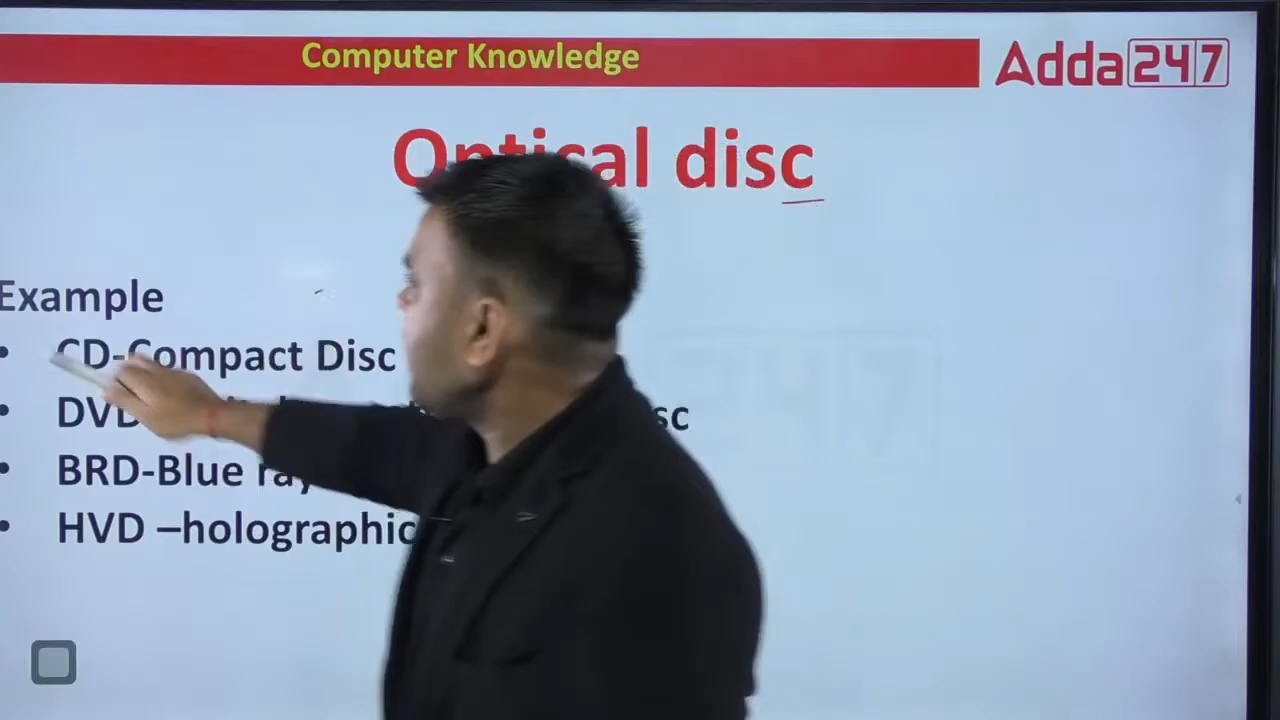 Computer Knowledge
Adda247
Optical disc
Example
• CD-Compact Disc
• DVD
• BRD-Blue ray
• HVD –holographic